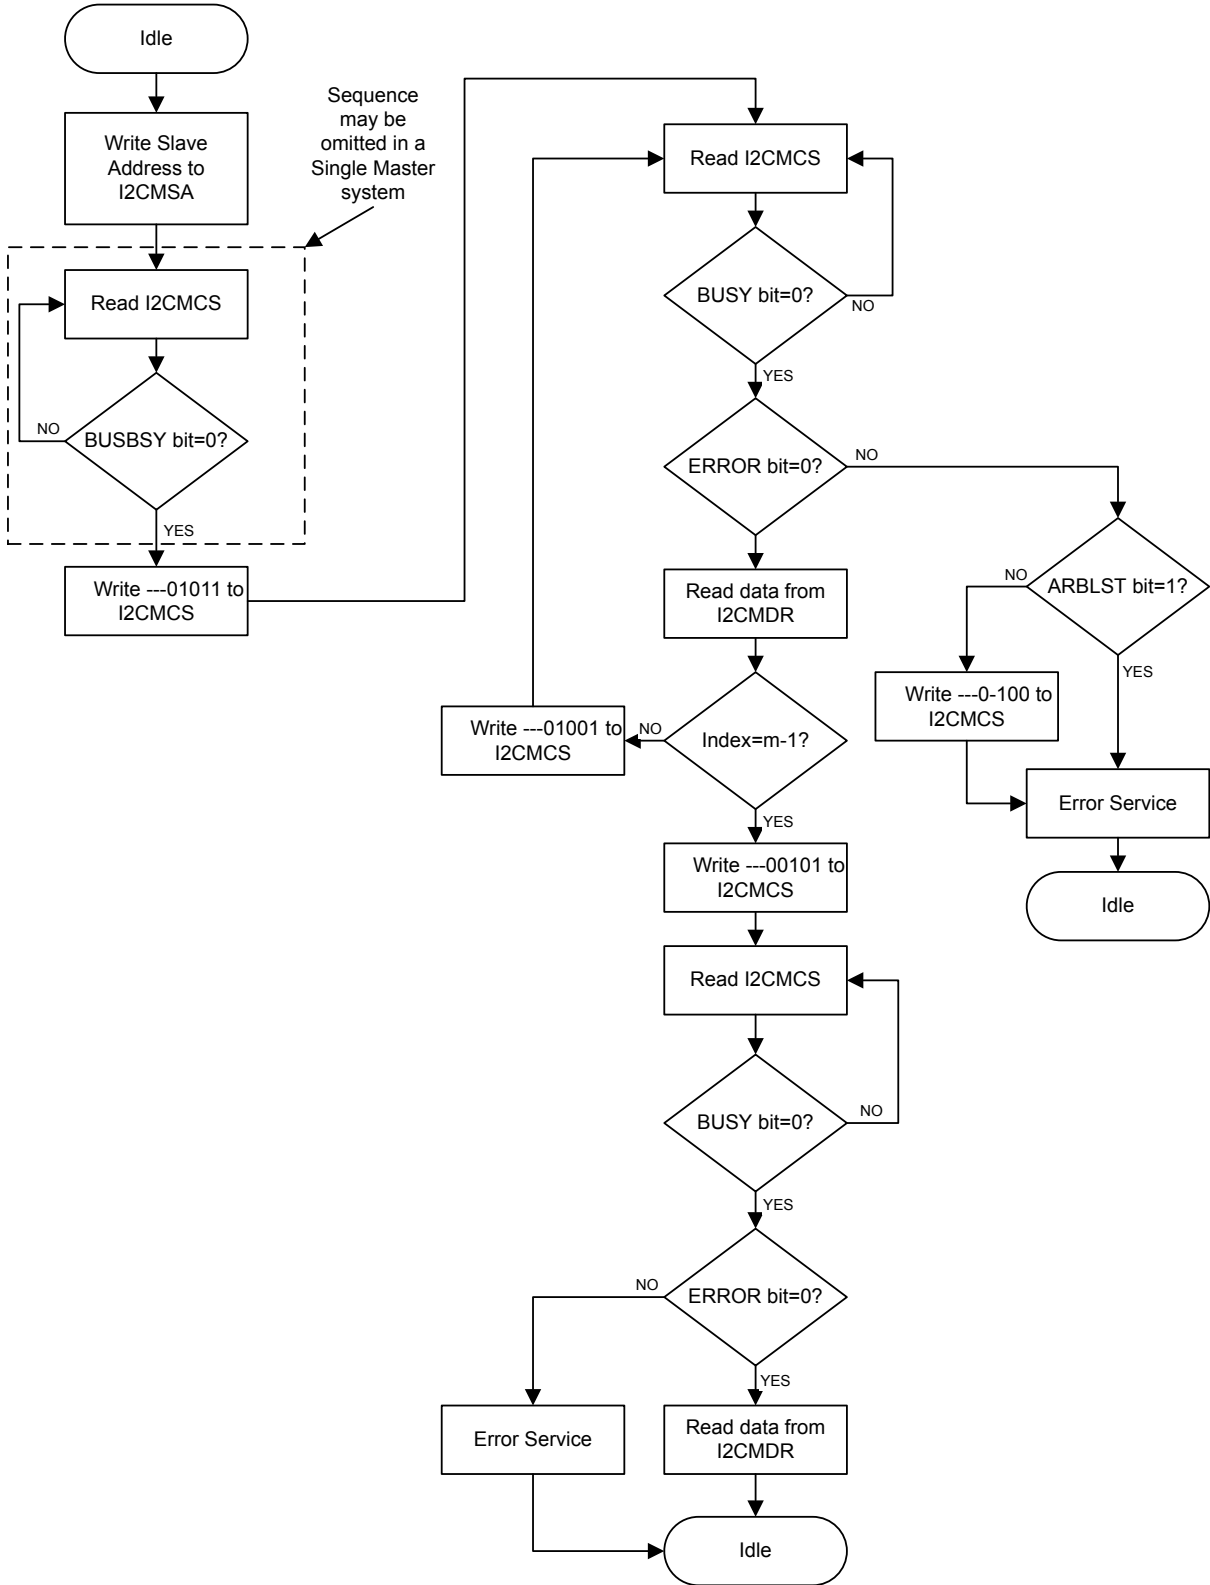 Idle
Write Slave
Address to
I2CMSA
Sequence
may be
omitted in a
Single Master
system
Read I2CMCS
BUSBSY bit=0?
NO
YES
Write ---01011 to
I2CMCS
Read I2CMCS
BUSY bit=0?
NO
YES
ERROR bit=0?
NO
Read data from
I2CMDR
ARBLST bit=1?
NO
YES
Write ---0-100 to
I2CMCS
Error Service
Idle
Index=m-1?
NO
Write ---01001 to
I2CMCS
YES
Write ---00101 to
I2CMCS
Read I2CMCS
BUSY bit=0?
NO
YES
ERROR bit=0?
NO
YES
Error Service
Read data from
I2CMDR
Idle